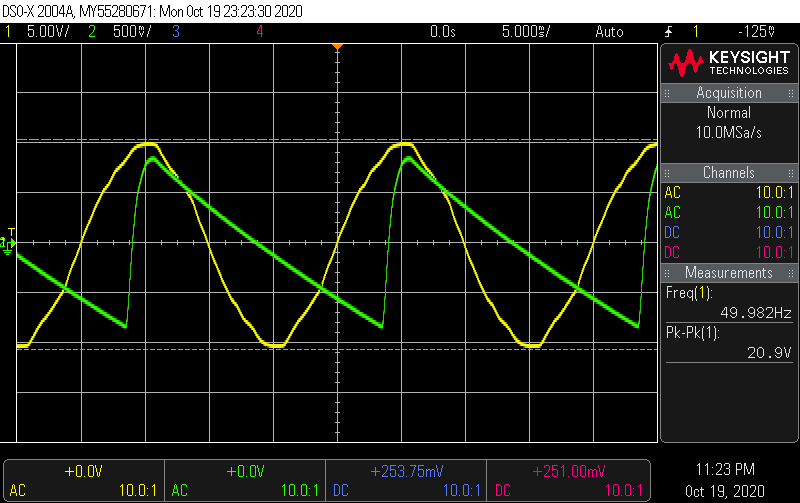 DSO-X 2004A, MY55280671: Mon Oct 19 23:23:30 2020
1 5.00V/ 2 500mV/ 3 4 0.0s 5.000ms/ Auto 1 -125mV
KEYSIGHT
TECHNOLOGIES
Acquisition
Normal
10.0MSa/s
Channels
AC 10.0:1
AC 10.0:1
DC 10.0:1
DC 10.0:1
Measurements
Freq(1):
49.982Hz
Pk-Pk(1):
20.9V
T
+0.0V +0.0V +253.75mV +251.00mV
AC 10.0:1 AC 10.0:1 DC 10.0:1 DC 10.0:1
11:23 PM
Oct 19, 2020